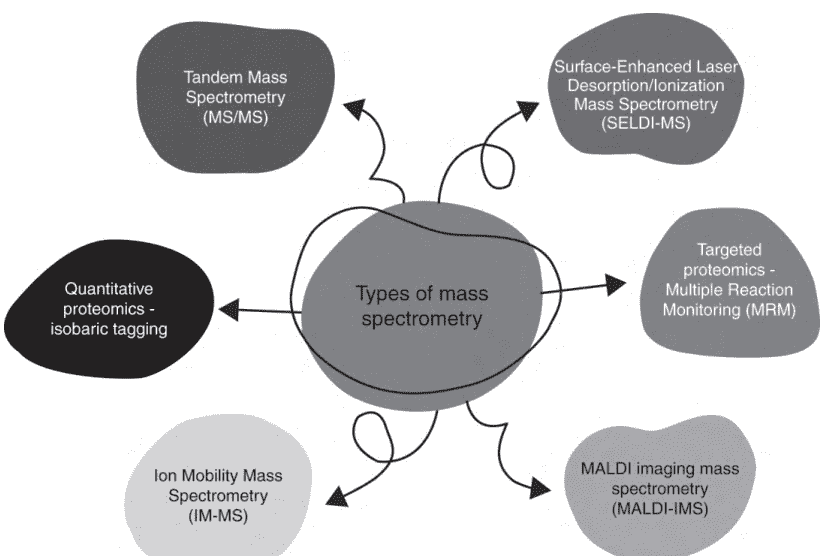 Tandem Mass
Spectrometry
(MS/MS)
Surface-Enhanced Laser
Desorption/Ionization
Mass Spectrometry
(SELDI-MS)
Quantitative
proteomics -
isobaric tagging
Types of mass
spectrometry
Targeted
proteomics -
Multiple Reaction
Monitoring (MRM)
Ion Mobility Mass
Spectrometry
(IM-MS)
MALDI imaging mass
spectrometry
(MALDI-IMS)